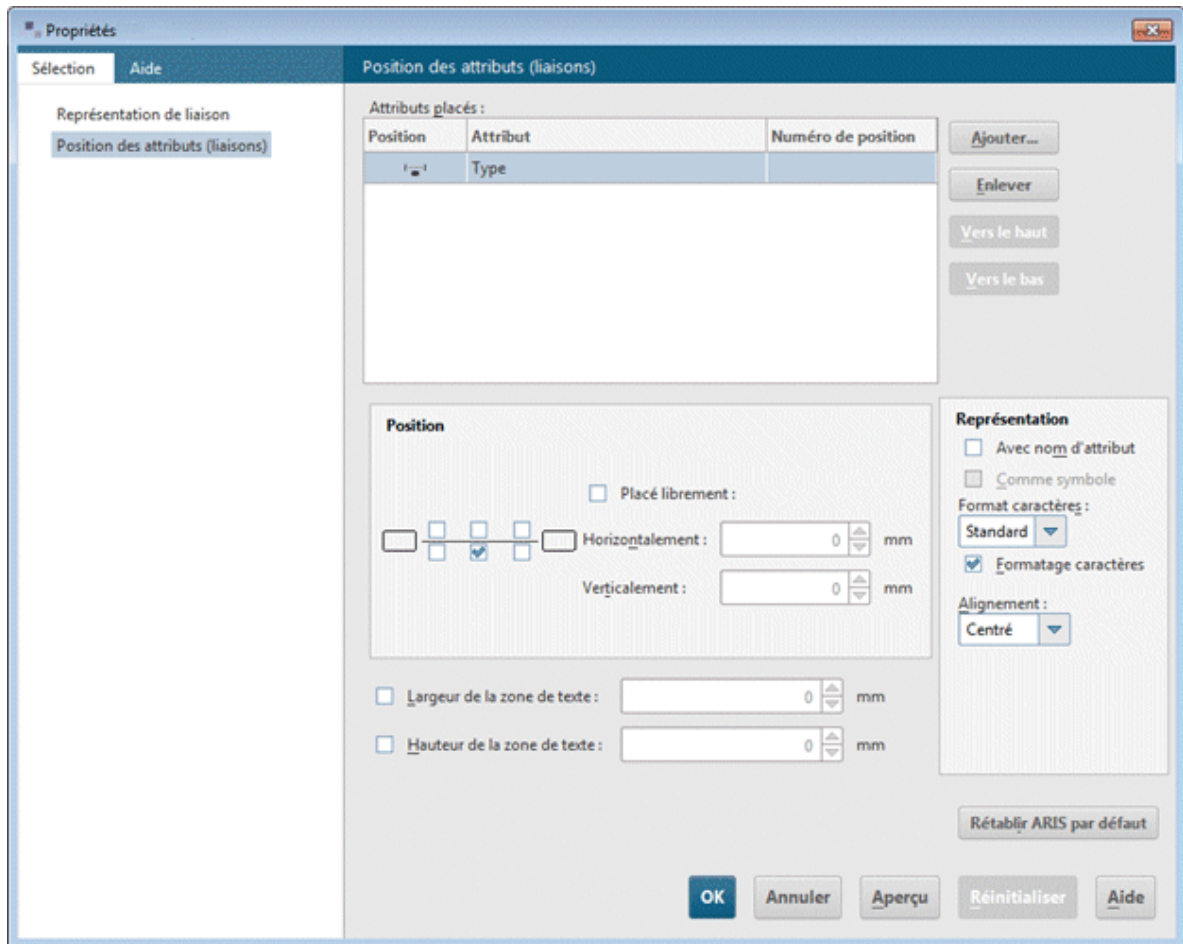 Propriétés
Sélection Aide Position des attributs (liaisons)
Représentation de liaison
Position des attributs (liaisons)
Attributs placés :
Position Attribut Numéro de position
Type
Ajouter...
Enlever
Vers le haut
Vers le bas
Position
Placé librement :
Horizontalement : 0 mm
Verticalement : 0 mm
Représentation
Avec nom d'attribut
Comme symbole
Format caractères :
Standard
Formatage caractères
Alignement :
Centré
Largeur de la zone de texte : 0 mm
Hauteur de la zone de texte : 0 mm
Rétablir ARIS par défaut
OK Annuler Aperçu Réinitialiser Aide